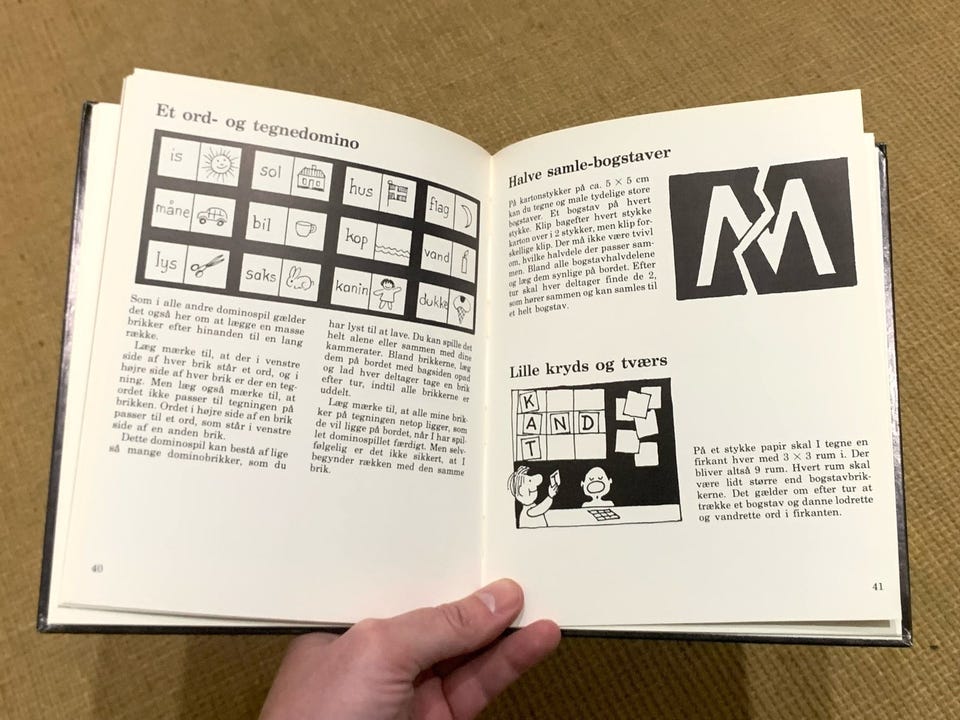 Et ord- og tegnedomino
is
sol
hus
flag
måne
bil
kop
vand
lys
saks
kanin
dukke
Som i alle andre dominospil gælder
det også her om at lægge en masse
brikker efter hinanden til en lang
række.
Læg mærke til, at der i venstre
side af hver brik står et ord, og i
højre side af hver brik er der en teg-
ning. Men læg også mærke til, at
ordet ikke passer til tegningen på
brikken. Ordet i højre side af en brik
passer til et ord, som står i venstre
side af en anden brik.
Dette dominospil kan bestå af lige
så mange dominobrikker, som du
har lyst til at lave. Du kan spille det
helt alene eller sammen med dine
kammerater. Bland brikkerne, læg
dem på bordet med bagsiden opad
og lad hver deltager tage en brik
efter tur, indtil alle brikkerne er
uddelt.
Læg mærke til, at alle mine brik-
ker på tegningen netop ligger, som
de vil ligge på bordet, når I har spil-
let dominospillet færdigt. Men selv-
følgelig er det ikke sikkert, at I
begynder rækken med den samme
brik.
40
Halve samle-bogstaver
På kartonstykker på ca. 5 × 5 cm
kan du tegne og male tydelige store
bogstaver. Et bogstav på hvert
stykke. Klip bagefter hvert stykke
karton over i 2 stykker, men klip for-
skellige klip. Der må ikke være tvivl
om, hvilke halvdele der passer sam-
men. Bland alle bogstavhalvdelene
og læg dem synlige på bordet. Efter
tur skal hver deltager finde de 2,
som hører sammen og kan samles til
et helt bogstav.
M
Lille kryds og tværs
K
A N D
T
På et stykke papir skal I tegne en
firkant hver med 3 × 3 rum i. Der
bliver altså 9 rum. Hvert rum skal
være lidt større end bogstavbrik-
kerne. Det gælder om efter tur at
trække et bogstav og danne lodrette
og vandrette ord i firkanten.
41